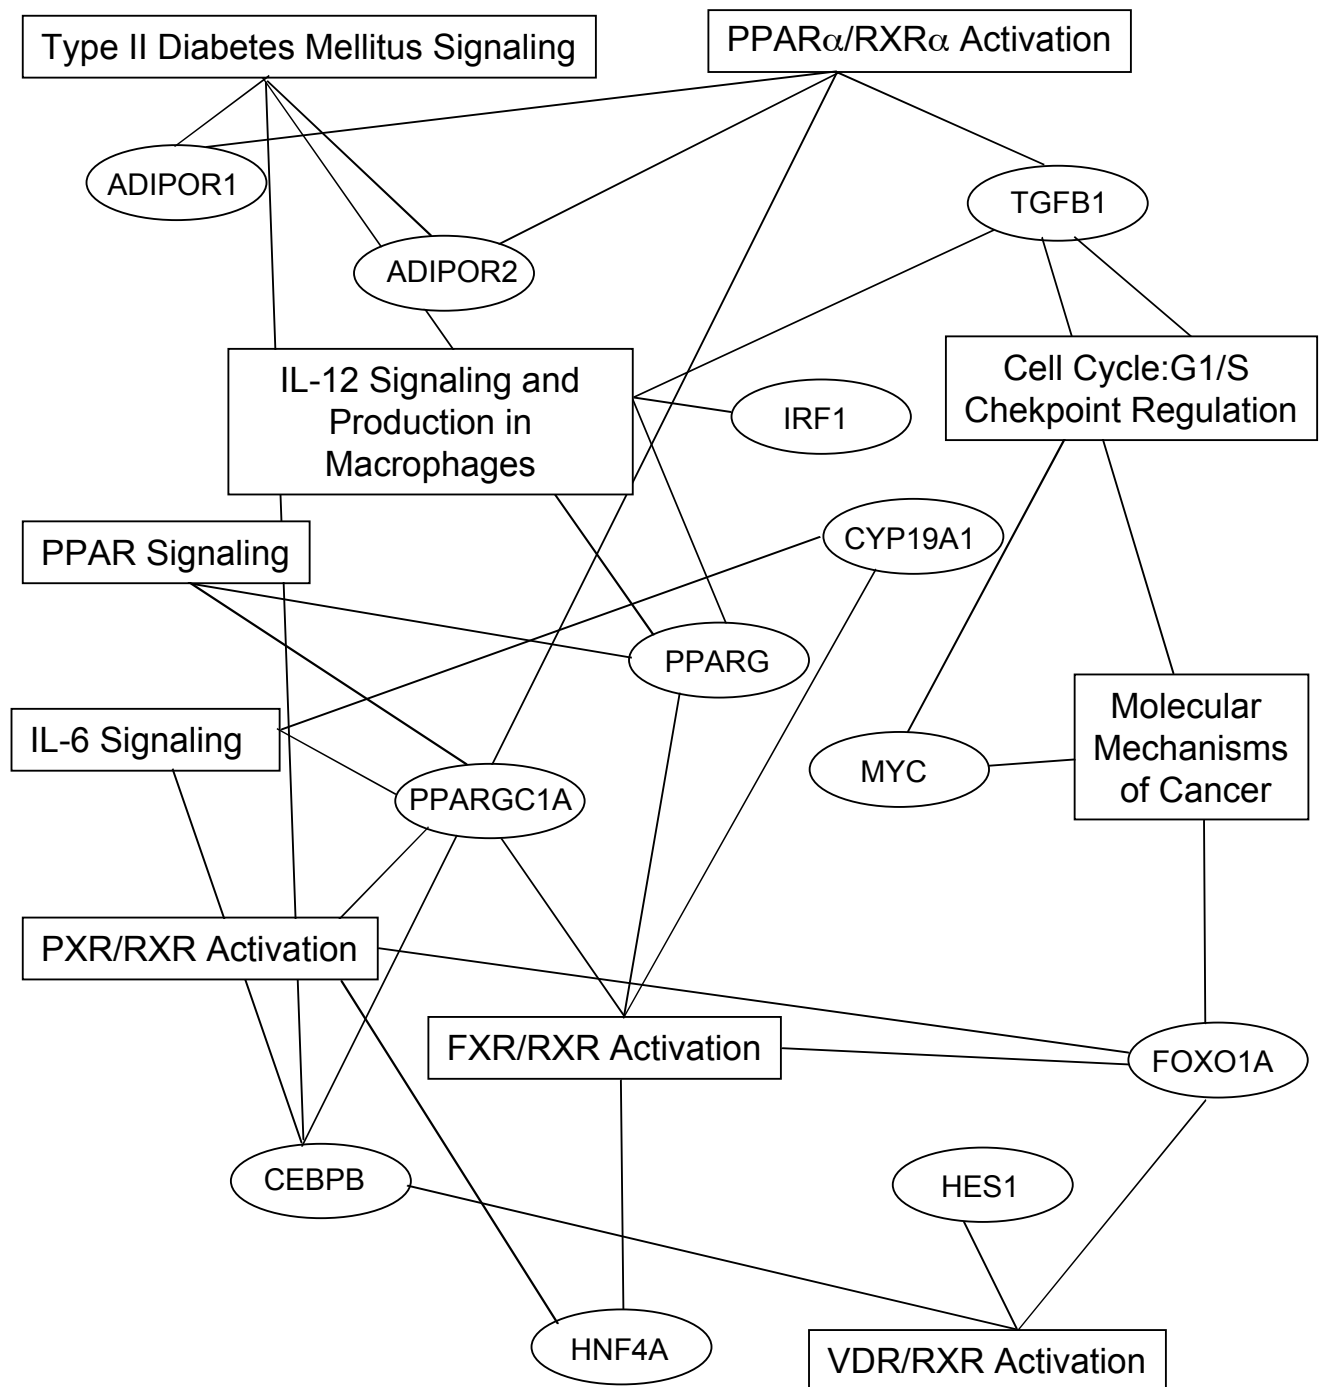 Type II Diabetes Mellitus Signaling
PPARα/RXRα Activation
ADIPOR1
TGFB1
ADIPOR2
IL-12 Signaling and
Production in
Macrophages
IRF1
Cell Cycle:G1/S
Chekpoint Regulation
PPAR Signaling
CYP19A1
PPARG
IL-6 Signaling
Molecular
Mechanisms
of Cancer
MYC
PPARGC1A
PXR/RXR Activation
FXR/RXR Activation
FOXO1A
CEBPB
HES1
HNF4A
VDR/RXR Activation